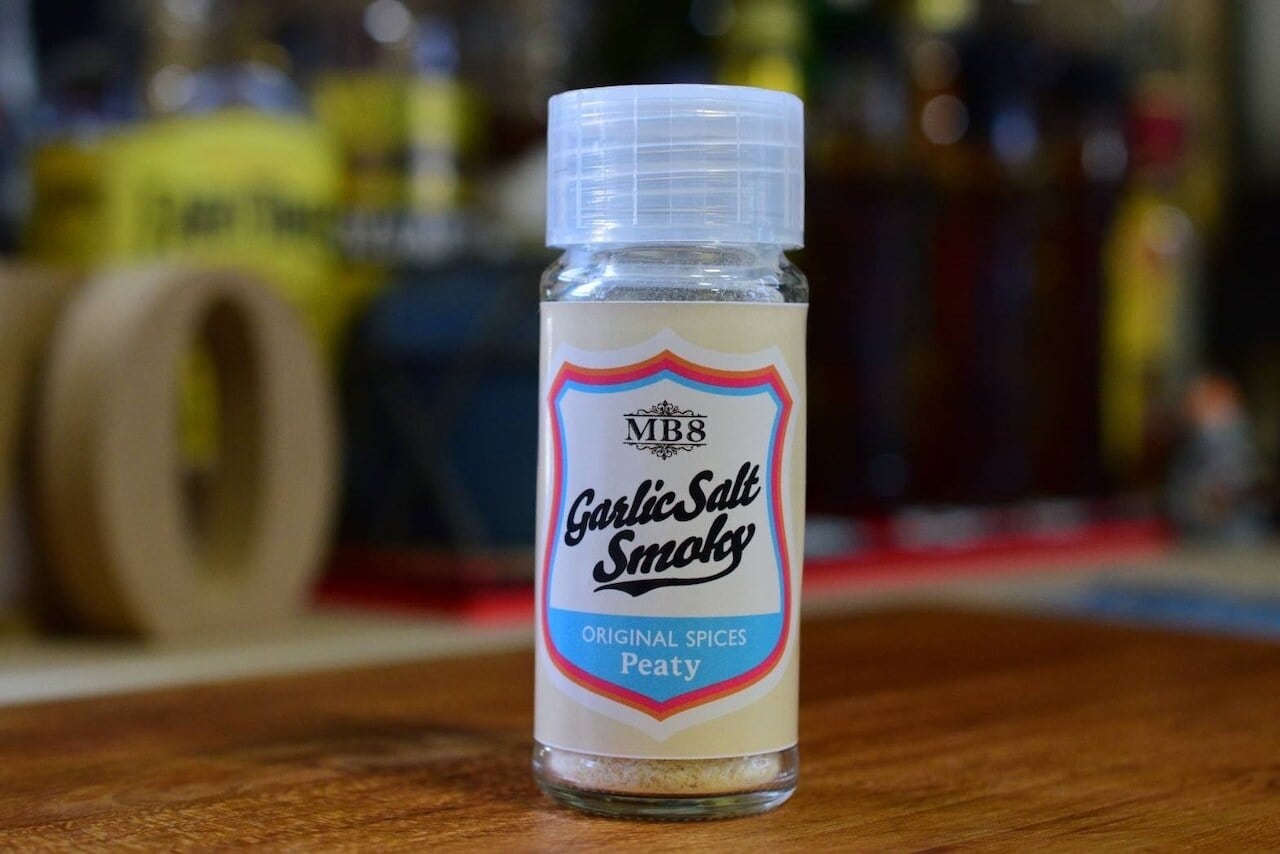 MB8
Garlic Salt
Smoky
ORIGINAL SPICES
Peaty